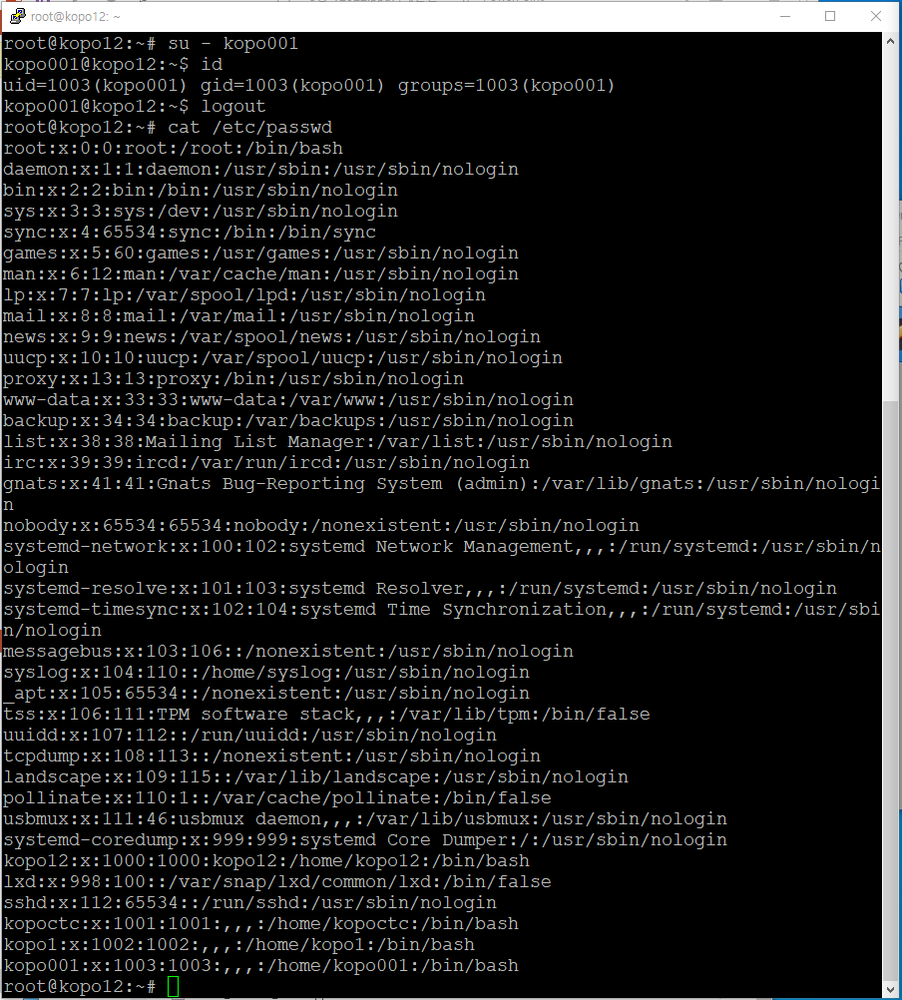 root@kopo12: ~
root@kopo12:~# su - kopo001
kopo001@kopo12:~$ id
uid=1003(kopo001) gid=1003(kopo001) groups=1003(kopo001)
kopo001@kopo12:~$ logout
root@kopo12:~# cat /etc/passwd
root:x:0:0:root:/root:/bin/bash
daemon:x:1:1:daemon:/usr/sbin:/usr/sbin/nologin
bin:x:2:2:bin:/bin:/usr/sbin/nologin
sys:x:3:3:sys:/dev:/usr/sbin/nologin
sync:x:4:65534:sync:/bin:/bin/sync
games:x:5:60:games:/usr/games:/usr/sbin/nologin
man:x:6:12:man:/var/cache/man:/usr/sbin/nologin
lp:x:7:7:lp:/var/spool/lpd:/usr/sbin/nologin
mail:x:8:8:mail:/var/mail:/usr/sbin/nologin
news:x:9:9:news:/var/spool/news:/usr/sbin/nologin
uucp:x:10:10:uucp:/var/spool/uucp:/usr/sbin/nologin
proxy:x:13:13:proxy:/bin:/usr/sbin/nologin
www-data:x:33:33:www-data:/var/www:/usr/sbin/nologin
backup:x:34:34:backup:/var/backups:/usr/sbin/nologin
list:x:38:38:Mailing List Manager:/var/list:/usr/sbin/nologin
irc:x:39:39:ircd:/var/run/ircd:/usr/sbin/nologin
gnats:x:41:41:Gnats Bug-Reporting System (admin):/var/lib/gnats:/usr/sbin/nologi
n
nobody:x:65534:65534:nobody:/nonexistent:/usr/sbin/nologin
systemd-network:x:100:102:systemd Network Management,,,:/run/systemd:/usr/sbin/n
ologin
systemd-resolve:x:101:103:systemd Resolver,,,:/run/systemd:/usr/sbin/nologin
systemd-timesync:x:102:104:systemd Time Synchronization,,,:/run/systemd:/usr/sbi
n/nologin
messagebus:x:103:106::/nonexistent:/usr/sbin/nologin
syslog:x:104:110::/home/syslog:/usr/sbin/nologin
_apt:x:105:65534::/nonexistent:/usr/sbin/nologin
tss:x:106:111:TPM software stack,,,:/var/lib/tpm:/bin/false
uuidd:x:107:112::/run/uuidd:/usr/sbin/nologin
tcpdump:x:108:113::/nonexistent:/usr/sbin/nologin
landscape:x:109:115::/var/lib/landscape:/usr/sbin/nologin
pollinate:x:110:1::/var/cache/pollinate:/bin/false
usbmux:x:111:46:usbmux daemon,,,:/var/lib/usbmux:/usr/sbin/nologin
systemd-coredump:x:999:999:systemd Core Dumper:/:/usr/sbin/nologin
kopo12:x:1000:1000:kopo12:/home/kopo12:/bin/bash
lxd:x:998:100::/var/snap/lxd/common/lxd:/bin/false
sshd:x:112:65534::/run/sshd:/usr/sbin/nologin
kopoctc:x:1001:1001:,,,:/home/kopoctc:/bin/bash
kopo1:x:1002:1002:,,,:/home/kopo1:/bin/bash
kopo001:x:1003:1003:,,,:/home/kopo001:/bin/bash
root@kopo12:~#